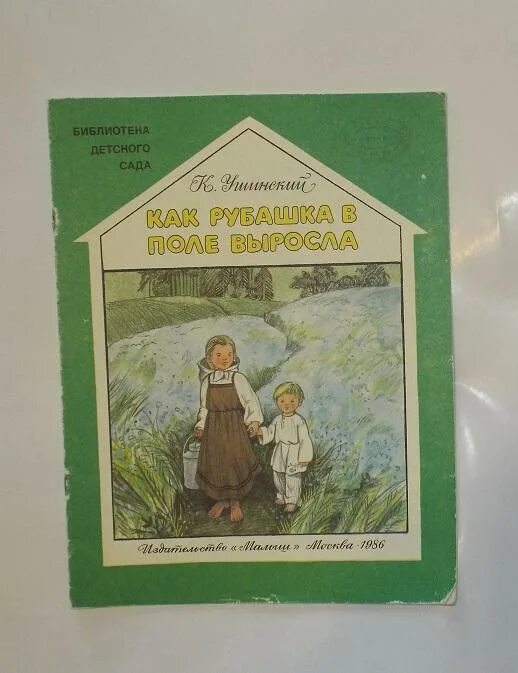 БИБЛИОТЕКА
ДЕТСКОГО
САДА
К. Ушинский
КАК РУБАШКА В
ПОЛЕ ВЫРОСЛА
Издательство «Малыш» Москва · 1986